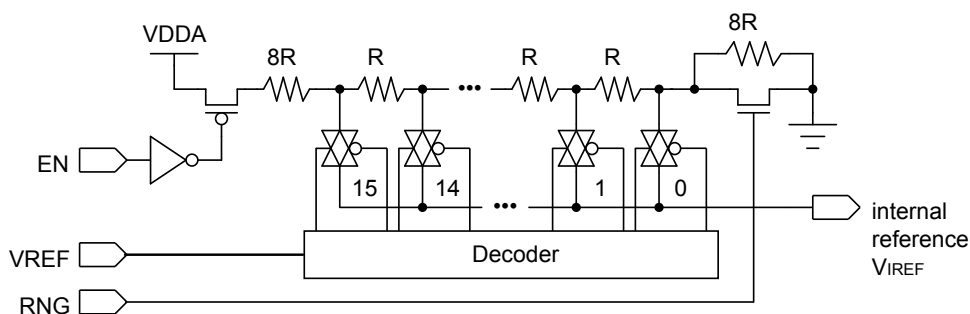 8R
VDDA
8R
R
•••
R
R
EN
15
14
•••
1
0
internal
reference
VIREF
Decoder
VREF
RNG